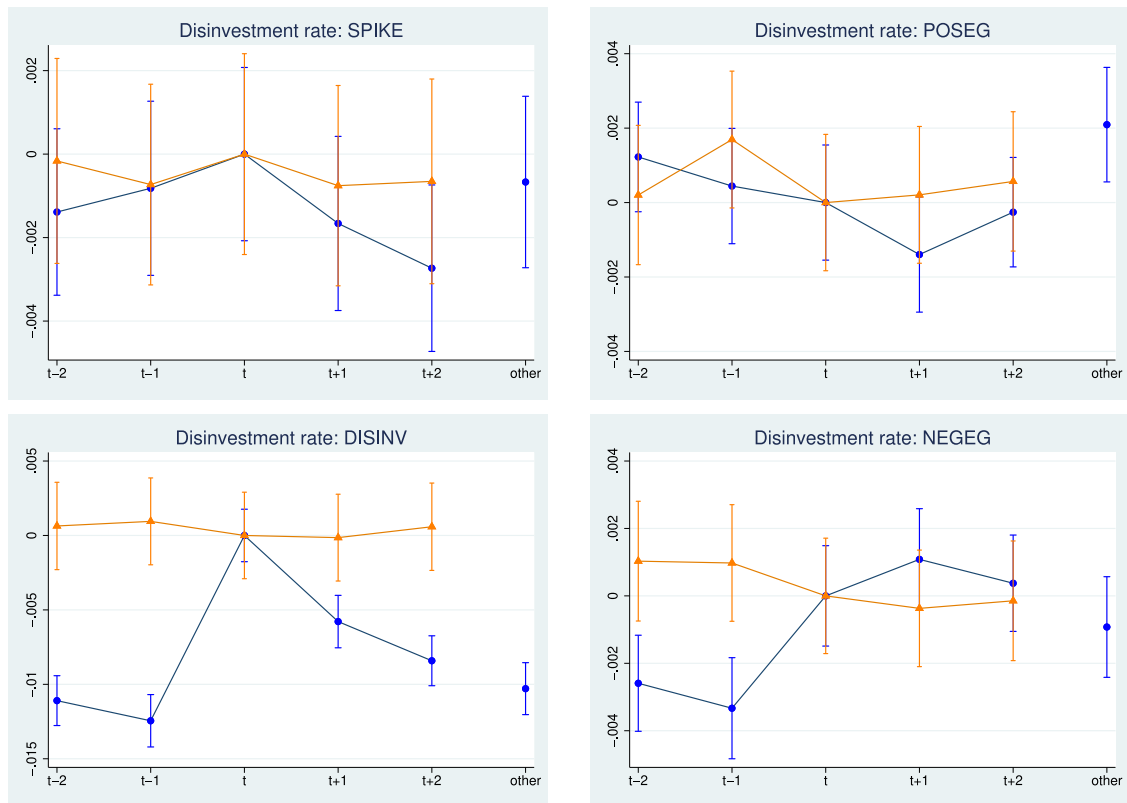 Disinvestment rate: SPIKE
.002
0
−.002
−.004
t−2 t−1 t t+1 t+2 other
Disinvestment rate: POSEG
.004
.002
0
−.002
−.004
t−2 t−1 t t+1 t+2 other
Disinvestment rate: DISINV
.005
0
−.005
−.01
−.015
t−2 t−1 t t+1 t+2 other
Disinvestment rate: NEGEG
.004
.002
0
−.002
−.004
t−2 t−1 t t+1 t+2 other